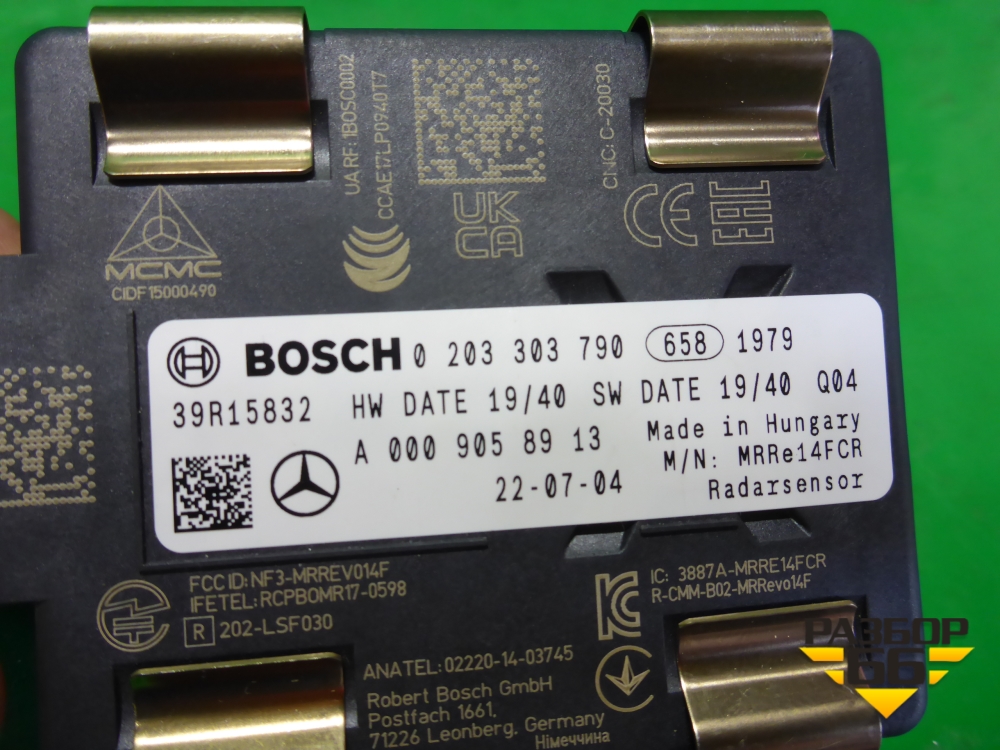 UA RF: 1BOSC0002
CCAE17LP0940T7
CNC: C-20030
UK
CA
CE
EAC
MCMC
CIDF15000490
BOSCH 0 203 303 790 658 1979
39R15832 HW DATE 19/40 SW DATE 19/40 Q04
A 000 905 89 13 Made in Hungary
M/N: MRRe14FCR
22-07-04 Radarsensor
FCC ID: NF3-MRREV014F
IFETEL: RCPBOMR17-0598
R 202-LSF030
IC: 3887A-MRRE14FCR
R-CMM-B02-MRRevo14F
ANATEL: 02220-14-03745
Robert Bosch GmbH
Postfach 1661,
71226 Leonberg, Germany
Німеччина
РАЗБОР
66